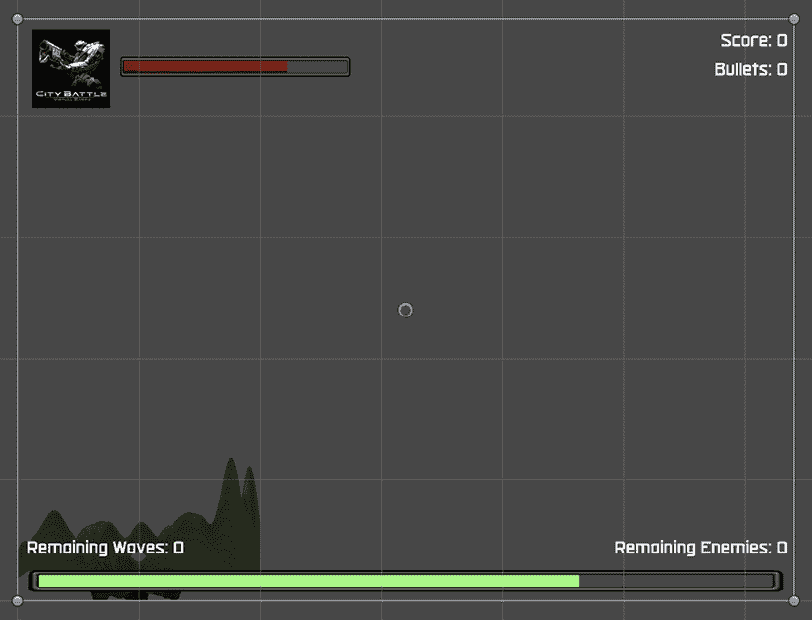 CITY BATTLE
Score: 0
Bullets: 0
Remaining Waves: 0
Remaining Enemies: 0